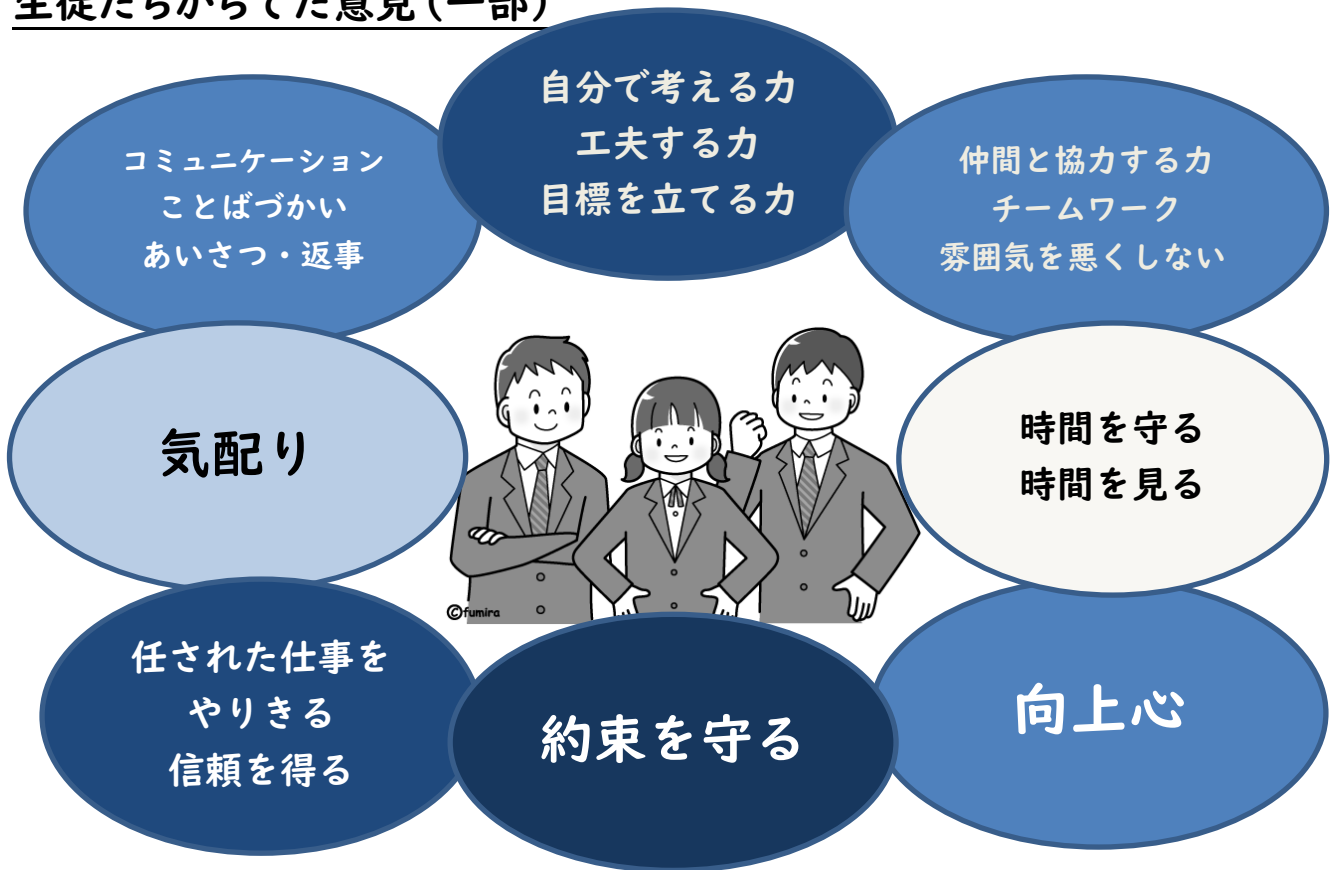 生徒たちからでた意見（一部）
自分で考える力
工夫する力
目標を立てる力
コミュニケーション
ことばづかい
あいさつ・返事
仲間と協力する力
チームワーク
雰囲気を悪くしない
気配り
時間を守る
時間を見る
©fumira
任された仕事を
やりきる
信頼を得る
約束を守る
向上心